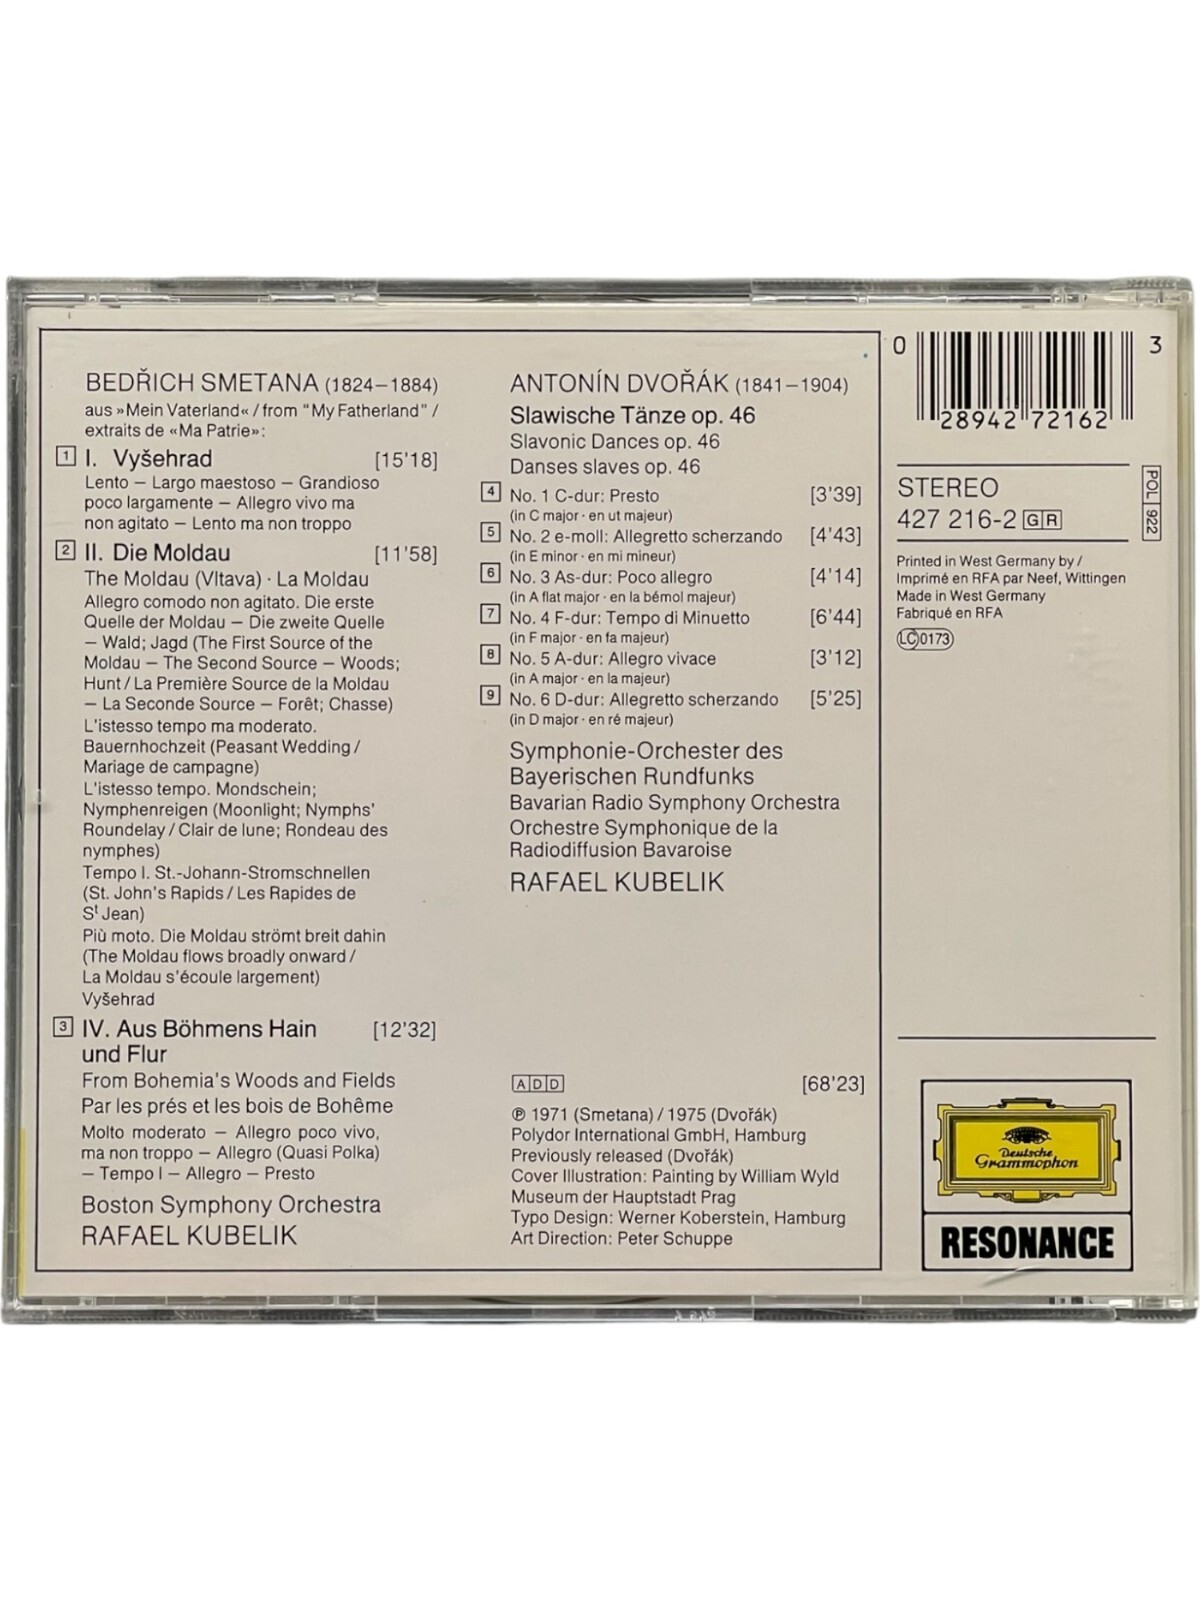 BEDŘICH SMETANA (1824–1884)
aus »Mein Vaterland« / from "My Fatherland" /
extraits de «Ma Patrie»:
1 I. Vyšehrad [15'18]
Lento – Largo maestoso – Grandioso
poco largamente – Allegro vivo ma
non agitato – Lento ma non troppo
2 II. Die Moldau [11'58]
The Moldau (Vltava) · La Moldau
Allegro comodo non agitato. Die erste
Quelle der Moldau – Die zweite Quelle
– Wald; Jagd (The First Source of the
Moldau – The Second Source – Woods;
Hunt / La Première Source de la Moldau
– La Seconde Source – Forêt; Chasse)
L'istesso tempo ma moderato.
Bauernhochzeit (Peasant Wedding /
Mariage de campagne)
L'istesso tempo. Mondschein;
Nymphenreigen (Moonlight; Nymphs'
Roundelay / Clair de lune; Rondeau des
nymphes)
Tempo I. St.-Johann-Stromschnellen
(St. John's Rapids / Les Rapides de
St Jean)
Più moto. Die Moldau strömt breit dahin
(The Moldau flows broadly onward /
La Moldau s'écoule largement)
Vyšehrad
3 IV. Aus Böhmens Hain [12'32]
und Flur
From Bohemia's Woods and Fields
Par les prés et les bois de Bohême
Molto moderato – Allegro poco vivo,
ma non troppo – Allegro (Quasi Polka)
– Tempo I – Allegro – Presto
Boston Symphony Orchestra
RAFAEL KUBELIK
ANTONÍN DVOŘÁK (1841–1904)
Slawische Tänze op. 46
Slavonic Dances op. 46
Danses slaves op. 46
4 No. 1 C-dur: Presto [3'39]
(in C major · en ut majeur)
5 No. 2 e-moll: Allegretto scherzando [4'43]
(in E minor · en mi mineur)
6 No. 3 As-dur: Poco allegro [4'14]
(in A flat major · en la bémol majeur)
7 No. 4 F-dur: Tempo di Minuetto [6'44]
(in F major · en fa majeur)
8 No. 5 A-dur: Allegro vivace [3'12]
(in A major · en la majeur)
9 No. 6 D-dur: Allegretto scherzando [5'25]
(in D major · en ré majeur)
Symphonie-Orchester des
Bayerischen Rundfunks
Bavarian Radio Symphony Orchestra
Orchestre Symphonique de la
Radiodiffusion Bavaroise
RAFAEL KUBELIK
ADD [68'23]
℗ 1971 (Smetana) / 1975 (Dvořák)
Polydor International GmbH, Hamburg
Previously released (Dvořák)
Cover Illustration: Painting by William Wyld
Museum der Hauptstadt Prag
Typo Design: Werner Koberstein, Hamburg
Art Direction: Peter Schuppe
0 28942 72162 3
STEREO
427 216-2 GR
POL 922
Printed in West Germany by /
Imprimé en RFA par Neef, Wittingen
Made in West Germany
Fabriqué en RFA
LC 0173
Deutsche
Grammophon
RESONANCE